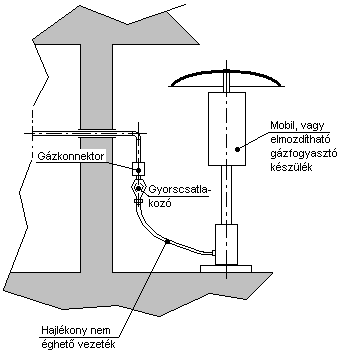 Mobil, vagy
elmozdítható
gázfogyasztó
készülék
Gázkonnektor
Gyorscsatla-
kozó
Hajlékony nem
éghető vezeték